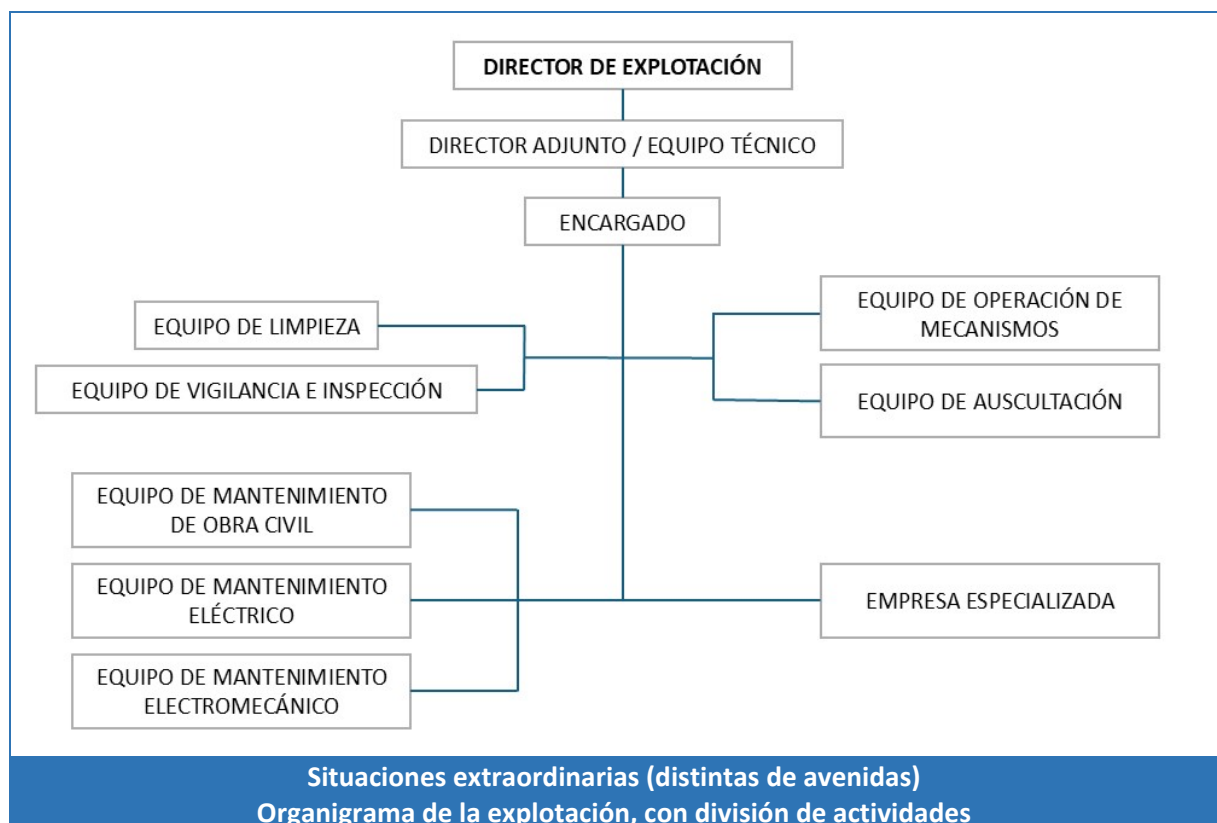 DIRECTOR DE EXPLOTACIÓN
DIRECTOR ADJUNTO / EQUIPO TÉCNICO
ENCARGADO
EQUIPO DE LIMPIEZA
EQUIPO DE VIGILANCIA E INSPECCIÓN
EQUIPO DE OPERACIÓN DE
MECANISMOS
EQUIPO DE AUSCULTACIÓN
EQUIPO DE MANTENIMIENTO
DE OBRA CIVIL
EQUIPO DE MANTENIMIENTO
ELÉCTRICO
EQUIPO DE MANTENIMIENTO
ELECTROMECÁNICO
EMPRESA ESPECIALIZADA
Situaciones extraordinarias (distintas de avenidas)
Organigrama de la explotación, con división de actividades